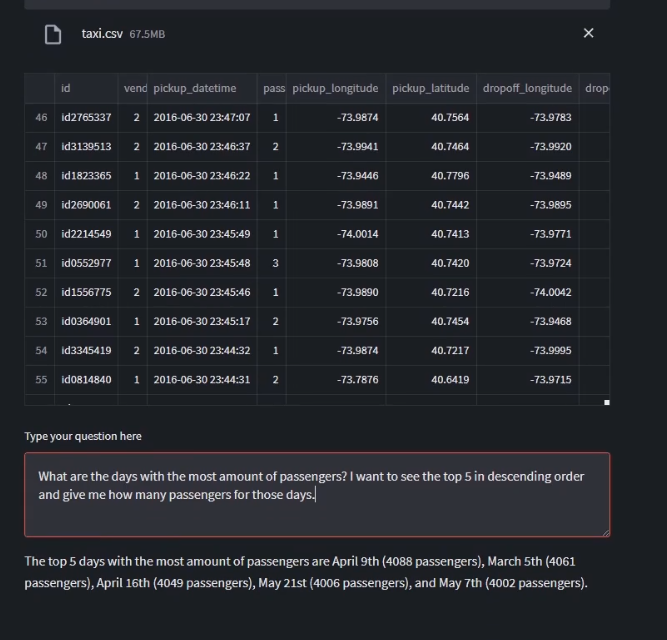 taxi.csv 67.5MB
id vend pickup_datetime pass pickup_longitude pickup_latitude dropoff_longitude drop
46 id2765337 2 2016-06-30 23:47:07 1 -73.9874 40.7564 -73.9783
47 id3139513 2 2016-06-30 23:46:37 2 -73.9941 40.7464 -73.9920
48 id1823365 1 2016-06-30 23:46:22 1 -73.9446 40.7796 -73.9489
49 id2690061 2 2016-06-30 23:46:11 1 -73.9891 40.7442 -73.9895
50 id2214549 1 2016-06-30 23:45:49 1 -74.0014 40.7413 -73.9771
51 id0552977 1 2016-06-30 23:45:48 3 -73.9808 40.7420 -73.9724
52 id1556775 2 2016-06-30 23:45:46 1 -73.9890 40.7216 -74.0042
53 id0364901 1 2016-06-30 23:45:17 2 -73.9756 40.7454 -73.9468
54 id3345419 2 2016-06-30 23:44:32 1 -73.9874 40.7217 -73.9995
55 id0814840 1 2016-06-30 23:44:31 2 -73.7876 40.6419 -73.9715
Type your question here
What are the days with the most amount of passengers? I want to see the top 5 in descending order
and give me how many passengers for those days.
The top 5 days with the most amount of passengers are April 9th (4088 passengers), March 5th (4061
passengers), April 16th (4049 passengers), May 21st (4006 passengers), and May 7th (4002 passengers).